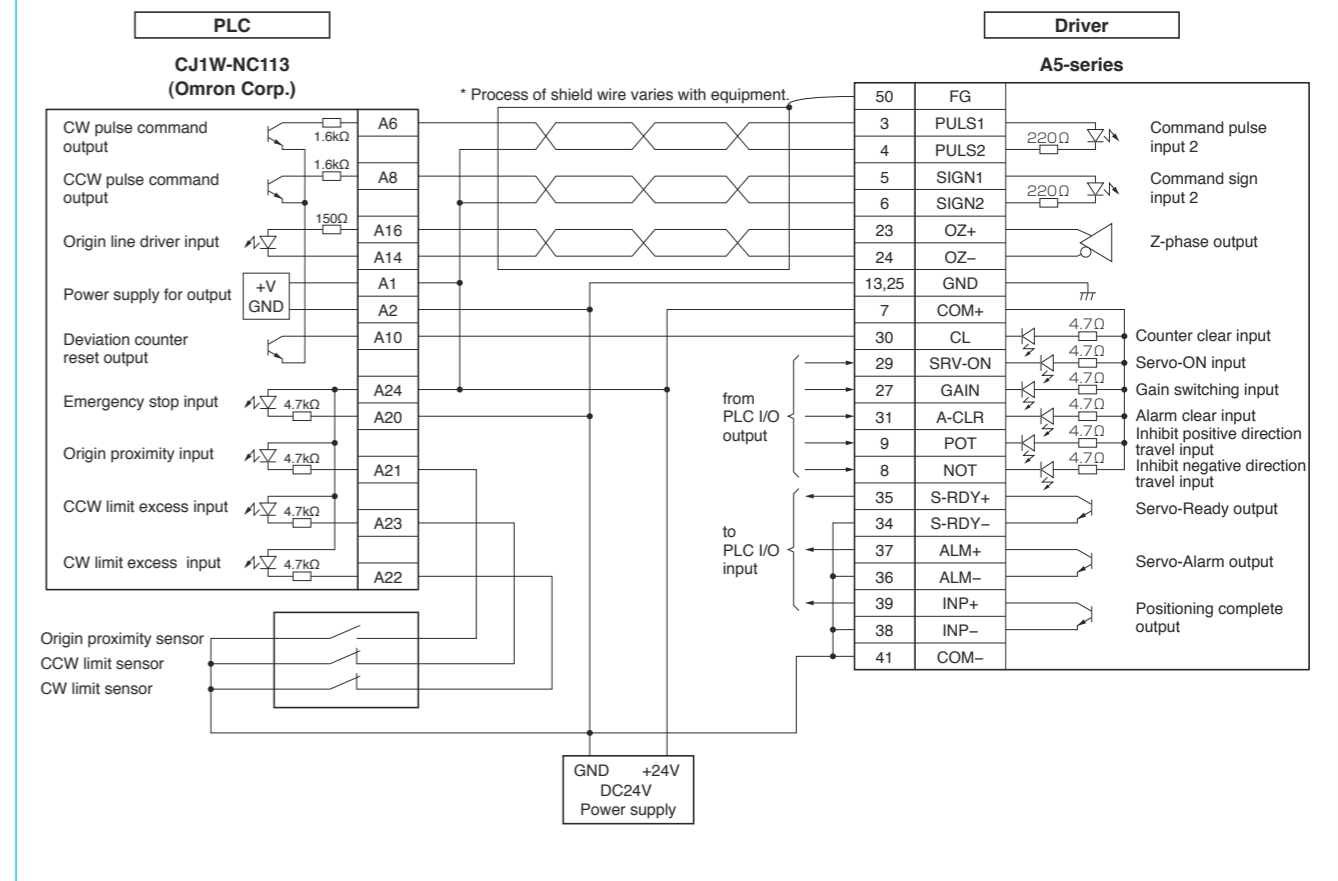 PLC
Driver
CJ1W-NC113
(Omron Corp.)
A5-series
* Process of shield wire varies with equipment.
CW pulse command
output
1.6kΩ
A6
CCW pulse command
output
1.6kΩ
A8
Origin line driver input
150Ω
A16
A14
Power supply for output
+V
GND
A1
A2
Deviation counter
reset output
A10
Emergency stop input
4.7kΩ
A24
A20
Origin proximity input
4.7kΩ
A21
CCW limit excess input
4.7kΩ
A23
CW limit excess input
4.7kΩ
A22
Origin proximity sensor
CCW limit sensor
CW limit sensor
GND +24V
DC24V
Power supply
from
PLC I/O
output
to
PLC I/O
input
50 FG
3 PULS1
4 PULS2
220Ω
Command pulse
input 2
5 SIGN1
6 SIGN2
220Ω
Command sign
input 2
23 OZ+
24 OZ−
Z-phase output
13,25 GND
7 COM+
30 CL
4.7Ω
Counter clear input
29 SRV-ON
4.7Ω
Servo-ON input
27 GAIN
4.7Ω
Gain switching input
31 A-CLR
4.7Ω
Alarm clear input
9 POT
4.7Ω
Inhibit positive direction
travel input
8 NOT
4.7Ω
Inhibit negative direction
travel input
35 S-RDY+
34 S-RDY−
Servo-Ready output
37 ALM+
36 ALM−
Servo-Alarm output
39 INP+
38 INP−
Positioning complete
output
41 COM−